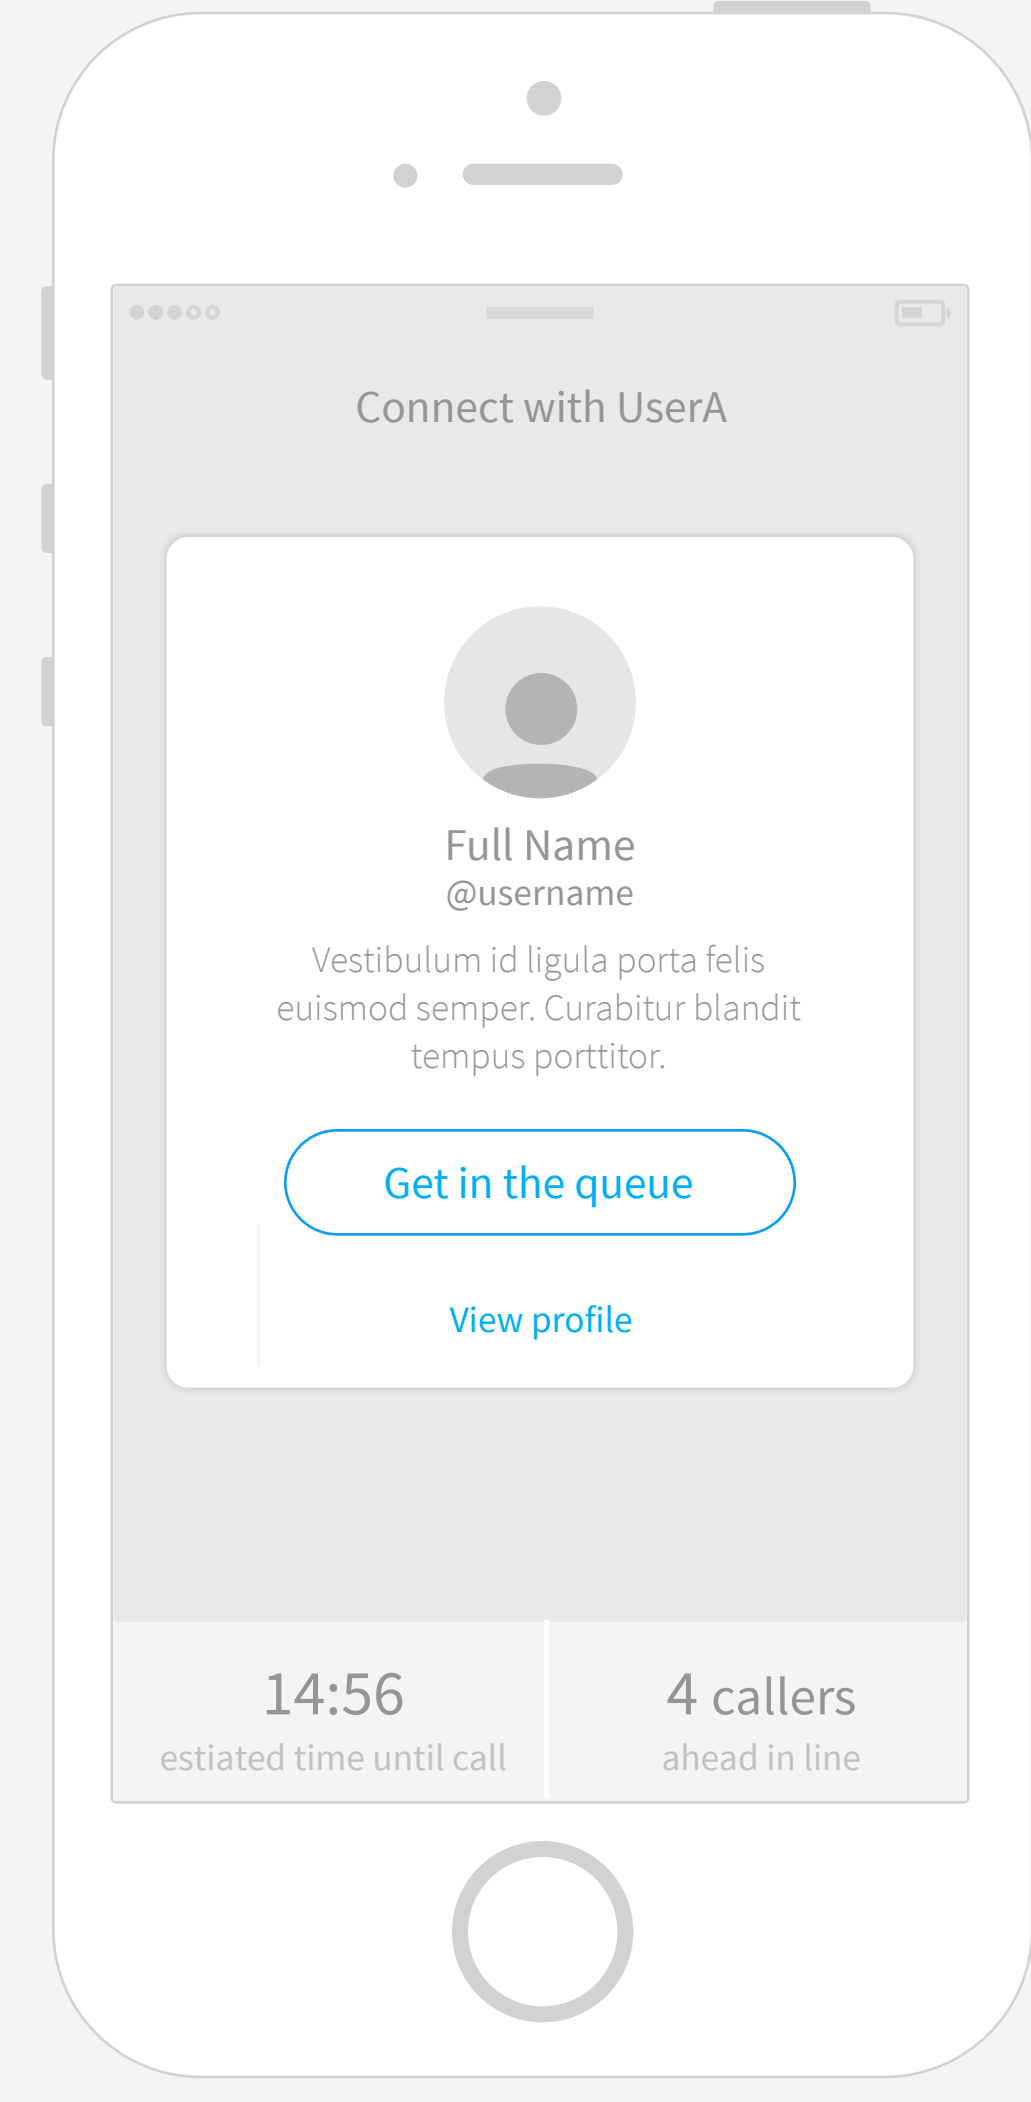 Connect with UserA
Full Name
@username
Vestibulum id ligula porta felis
euismod semper. Curabitur blandit
tempus porttitor.
Get in the queue
View profile
14:56
estiated time until call
4 callers
ahead in line